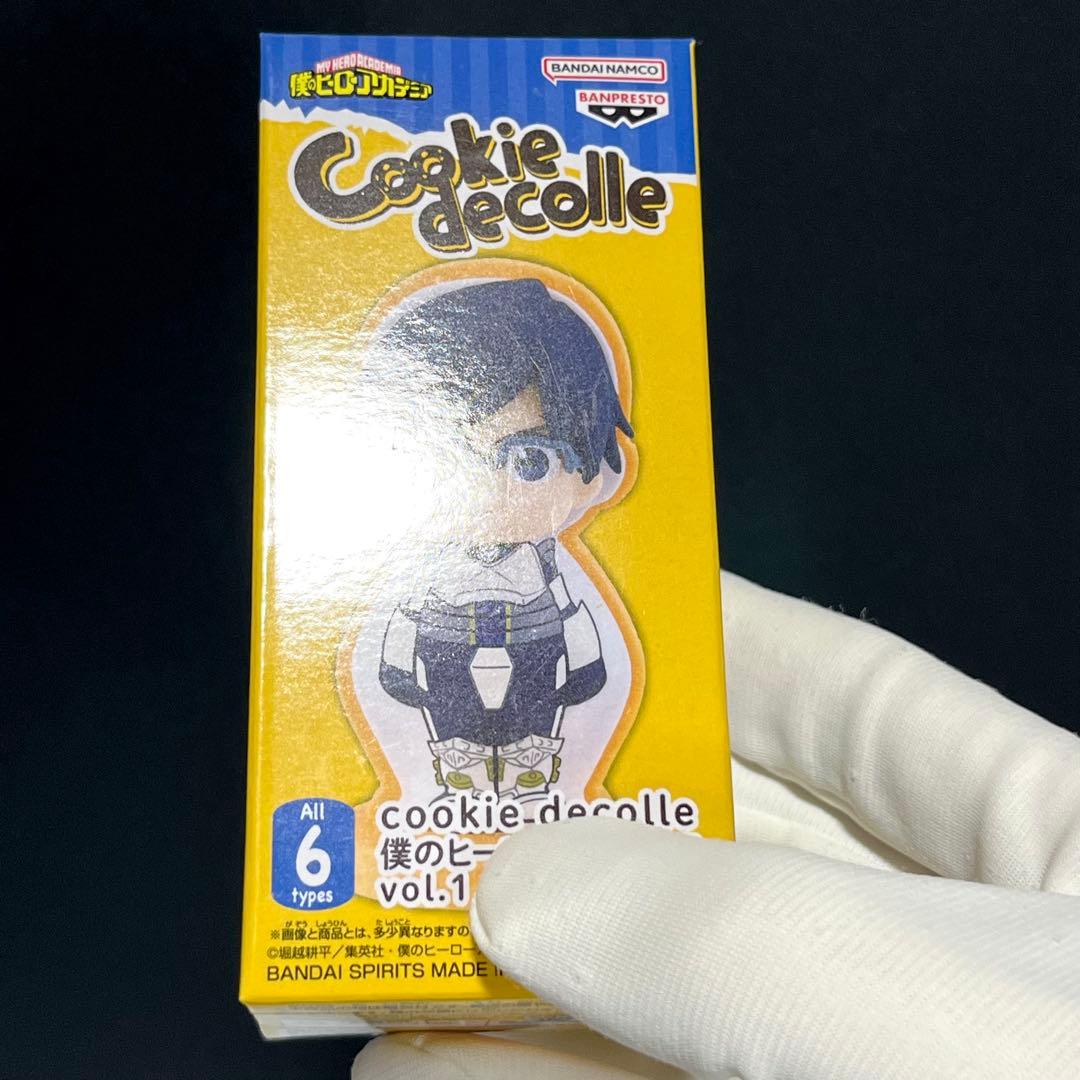 MY HERO ACADEMIA
僕のヒーローアカデミア
BANDAI NAMCO
BANPRESTO
Cookie
decolle
All
6
types
cookie decolle
僕のヒー
vol.1
※画像と商品とは、多少異なりますの
©堀越耕平／集英社・僕のヒーロー
BANDAI SPIRITS MADE